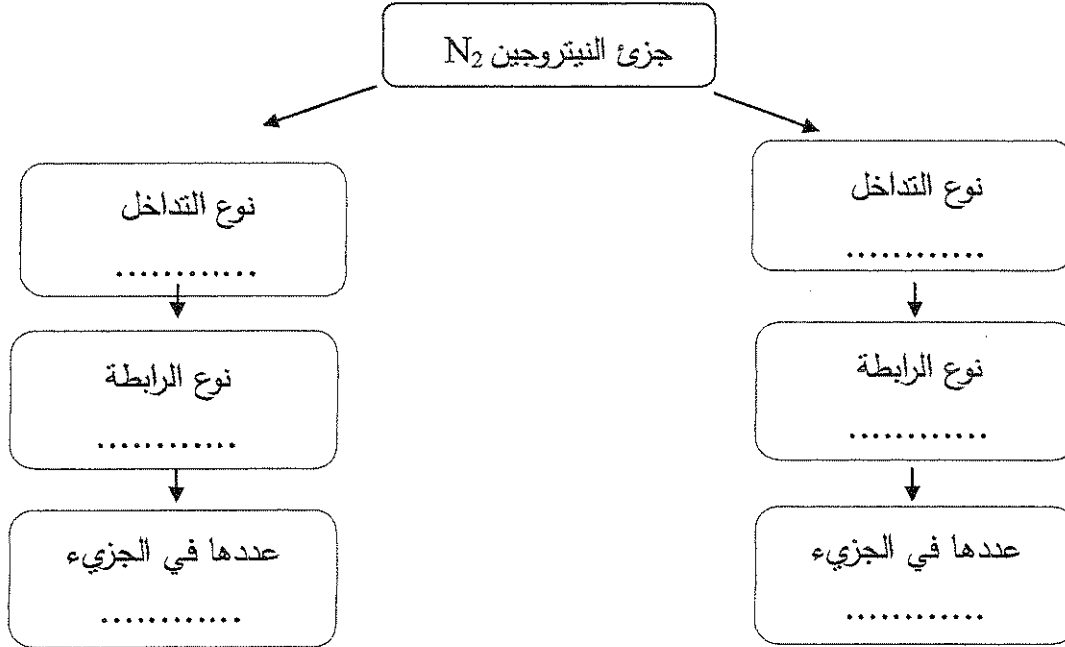 جزئ النيتروجين N₂
نوع التداخل
............
نوع الرابطة
............
عددها في الجزيء
............
نوع التداخل
............
نوع الرابطة
............
عددها في الجزيء
............